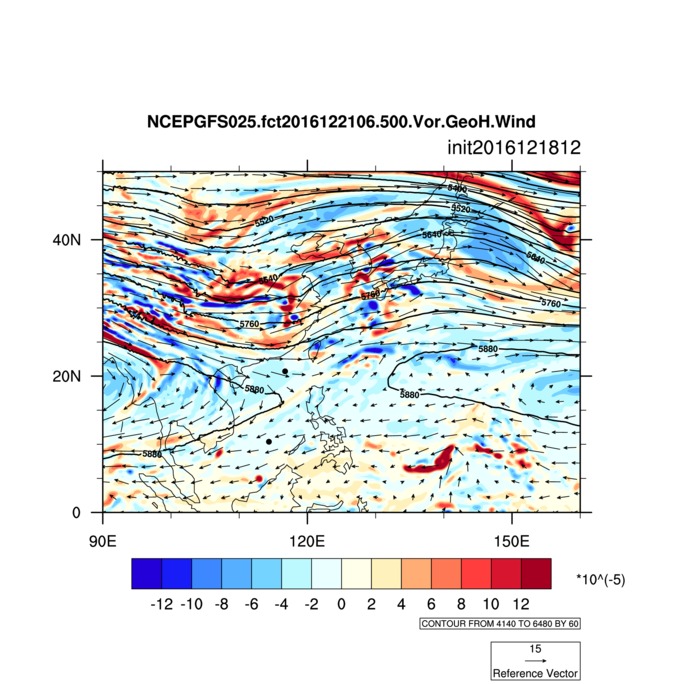 NCEPGFS025.fct2016122106.500.Vor.GeoH.Wind
init2016121812
5400
5520
5520
5640
40N
5640
5640
5760
5760
5760
5880
20N
5880
5880
5880
0
90E 120E 150E
-12 -10 -8 -6 -4 -2 0 2 4 6 8 10 12
*10^(-5)
CONTOUR FROM 4140 TO 6480 BY 60
15
Reference Vector